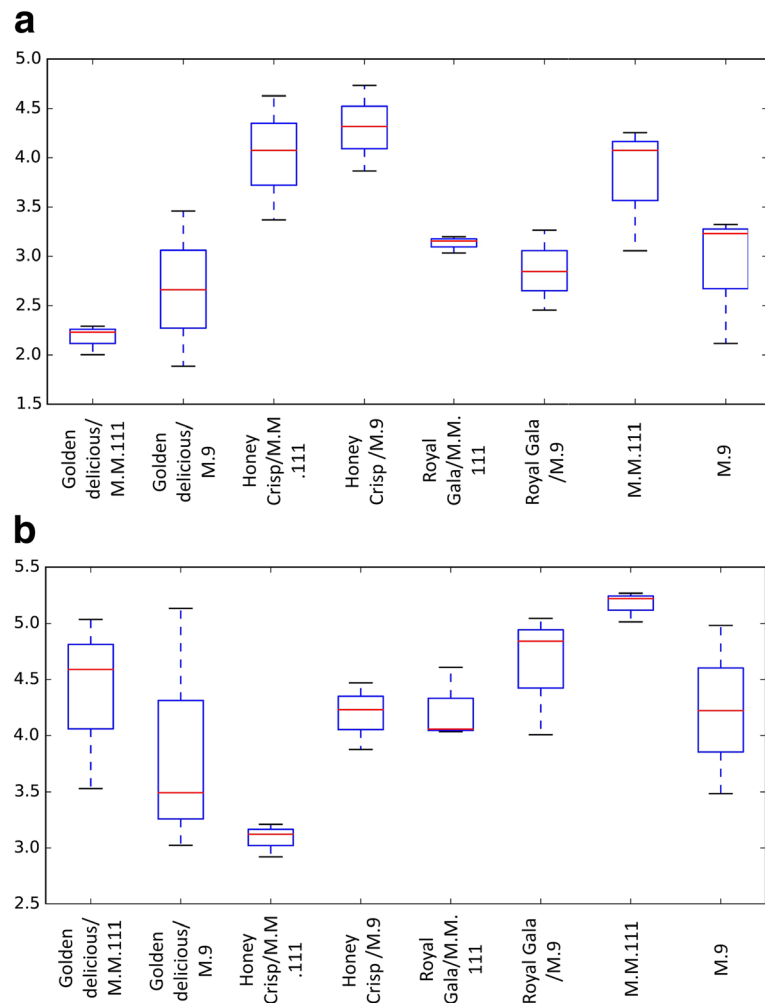 a
5.0
4.5
4.0
3.5
3.0
2.5
2.0
1.5
Golden
delicious/
M.M.111
Golden
delicious/
M.9
Honey
Crisp/M.M
.111
Honey
Crisp /M.9
Royal
Gala/M.M.
111
Royal Gala
/M.9
M.M.111
M.9
b
5.5
5.0
4.5
4.0
3.5
3.0
2.5
Golden
delicious/
M.M.111
Golden
delicious/
M.9
Honey
Crisp/M.M
.111
Honey
Crisp /M.9
Royal
Gala/M.M.
111
Royal Gala
/M.9
M.M.111
M.9